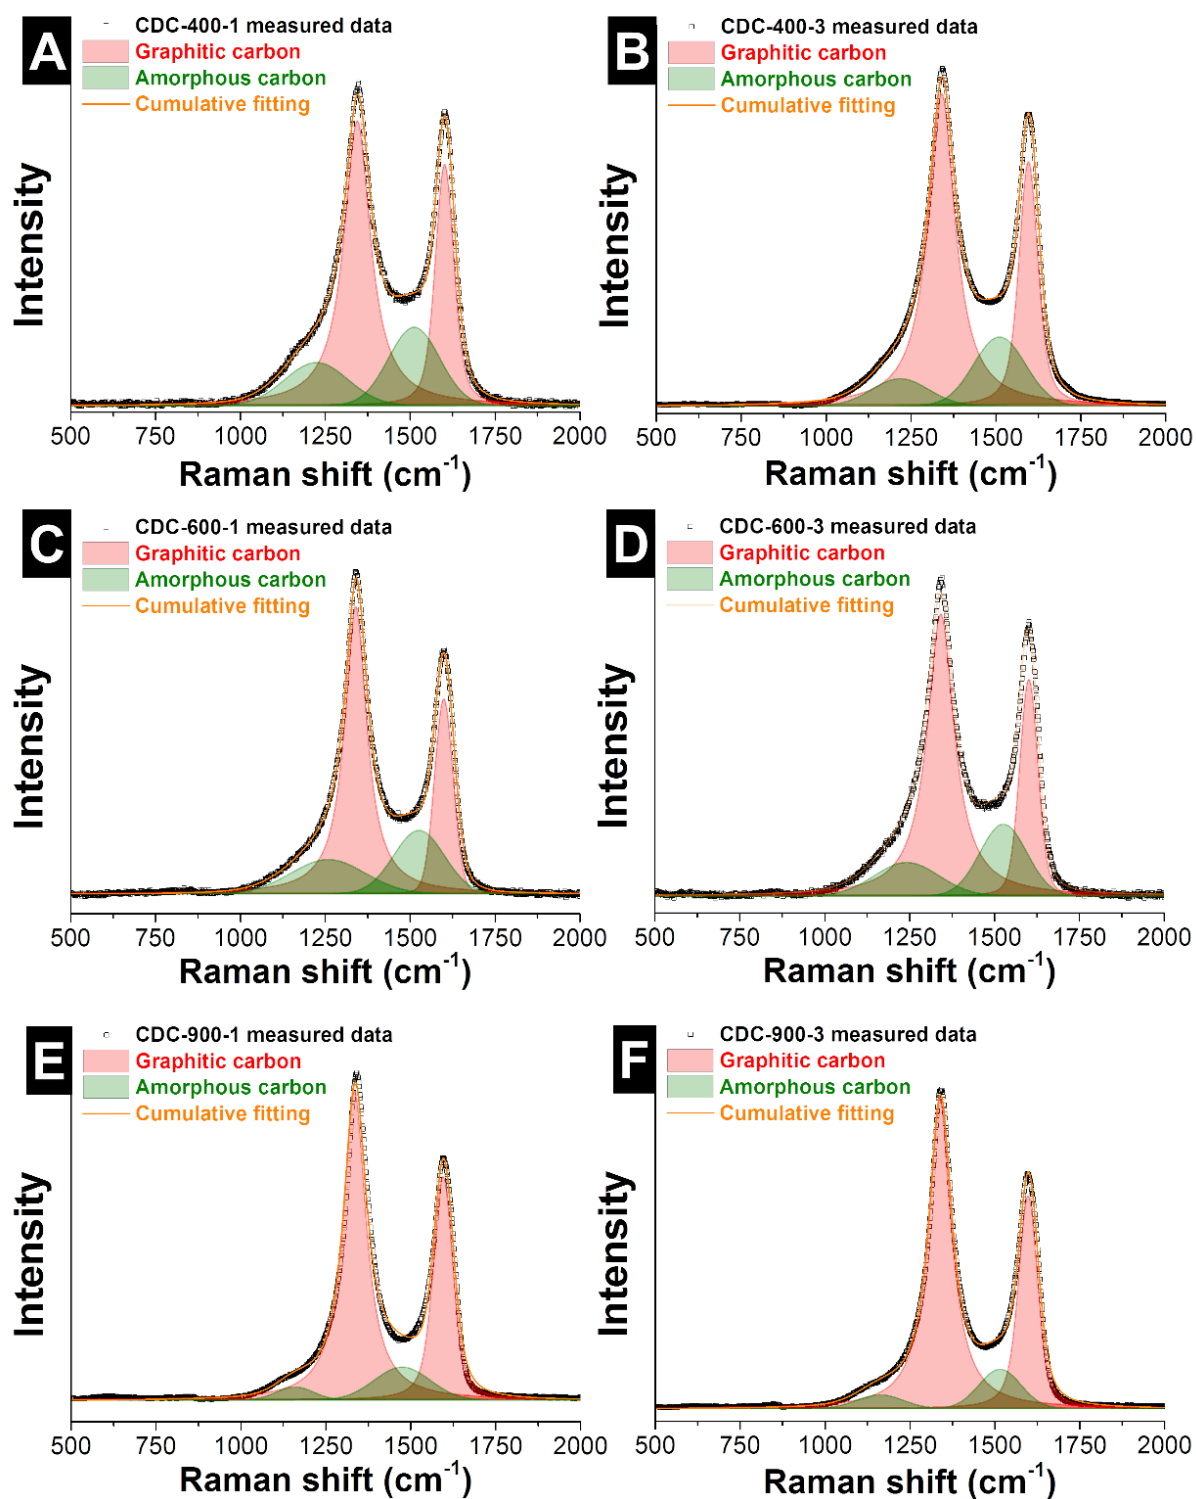 A
CDC-400-1 measured data
Graphitic carbon
Amorphous carbon
Cumulative fitting
Intensity
500 750 1000 1250 1500 1750 2000
Raman shift (cm⁻¹)
B
CDC-400-3 measured data
Graphitic carbon
Amorphous carbon
Cumulative fitting
Intensity
500 750 1000 1250 1500 1750 2000
Raman shift (cm⁻¹)
C
CDC-600-1 measured data
Graphitic carbon
Amorphous carbon
Cumulative fitting
Intensity
500 750 1000 1250 1500 1750 2000
Raman shift (cm⁻¹)
D
CDC-600-3 measured data
Graphitic carbon
Amorphous carbon
Cumulative fitting
Intensity
500 750 1000 1250 1500 1750 2000
Raman shift (cm⁻¹)
E
CDC-900-1 measured data
Graphitic carbon
Amorphous carbon
Cumulative fitting
Intensity
500 750 1000 1250 1500 1750 2000
Raman shift (cm⁻¹)
F
CDC-900-3 measured data
Graphitic carbon
Amorphous carbon
Cumulative fitting
Intensity
500 750 1000 1250 1500 1750 2000
Raman shift (cm⁻¹)